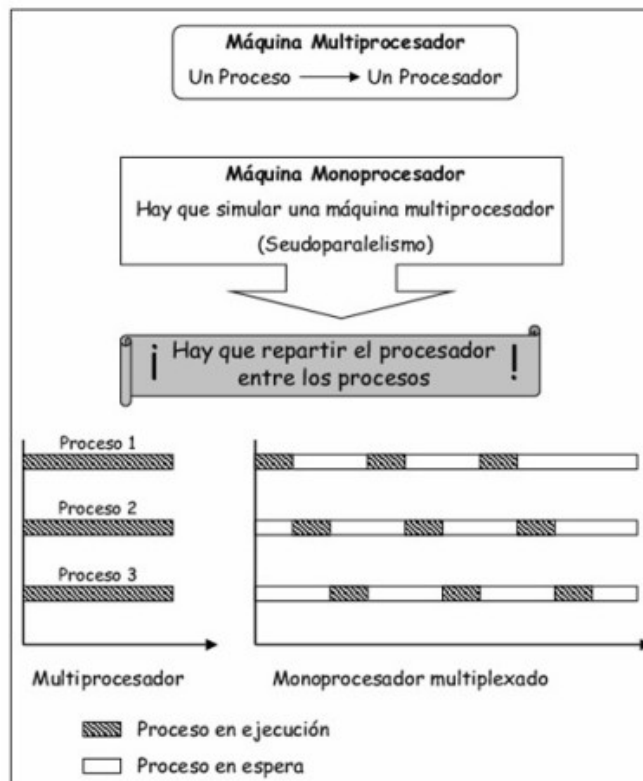 Máquina Multiprocesador
Un Proceso → Un Procesador
Máquina Monoprocesador
Hay que simular una máquina multiprocesador
(Seudoparalelismo)
¡ Hay que repartir el procesador !
entre los procesos
Proceso 1
Proceso 2
Proceso 3
Multiprocesador
Monoprocesador multiplexado
Proceso en ejecución
Proceso en espera